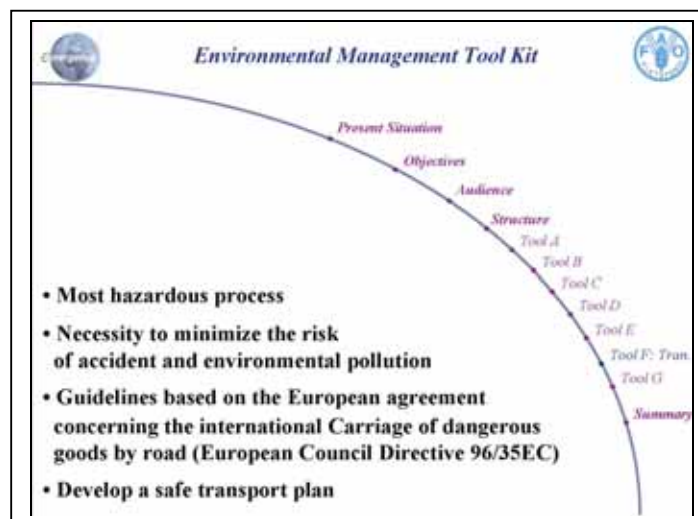 Environmental Management Tool Kit
F A O
Present Situation
Objectives
Audience
Structure
Tool A
Tool B
Tool C
Tool D
Tool E
Tool F: Tran.
Tool G
Summary
• Most hazardous process
• Necessity to minimize the risk
of accident and environmental pollution
• Guidelines based on the European agreement
concerning the international Carriage of dangerous
goods by road (European Council Directive 96/35EC)
• Develop a safe transport plan